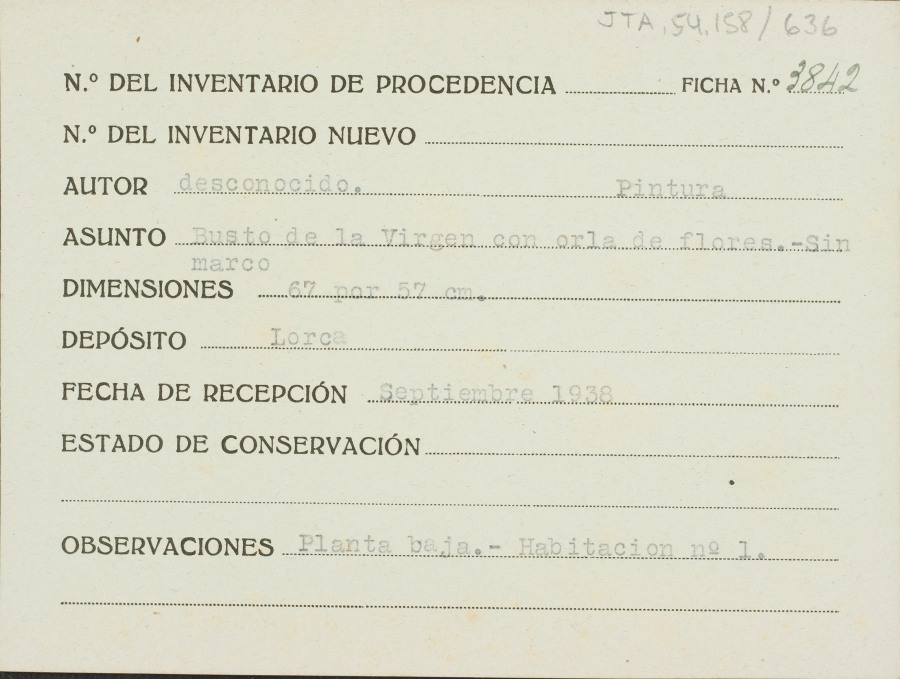 JTA, 54, 158 / 636
N.º DEL INVENTARIO DE PROCEDENCIA FICHA N.º 3842
N.º DEL INVENTARIO NUEVO
AUTOR desconocido. Pintura
ASUNTO Busto de la Virgen con orla de flores.-Sin
marco
DIMENSIONES 67 por 57 cm.
DEPÓSITO Lorca
FECHA DE RECEPCIÓN Septiembre 1938
ESTADO DE CONSERVACIÓN
OBSERVACIONES Planta baja.- Habitacion nº 1.